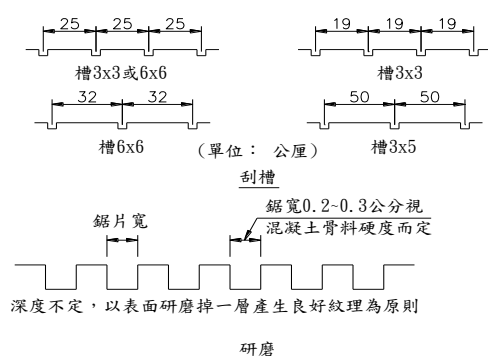 25 25 25
19 19 19
槽3x3或6x6
槽3x3
32 32
50 50
槽6x6
(單位： 公厘)
槽3x5
刮槽
鋸片寬
鋸寬0.2~0.3公分視
混凝土骨料硬度而定
深度不定，以表面研磨掉一層產生良好紋理為原則
研磨